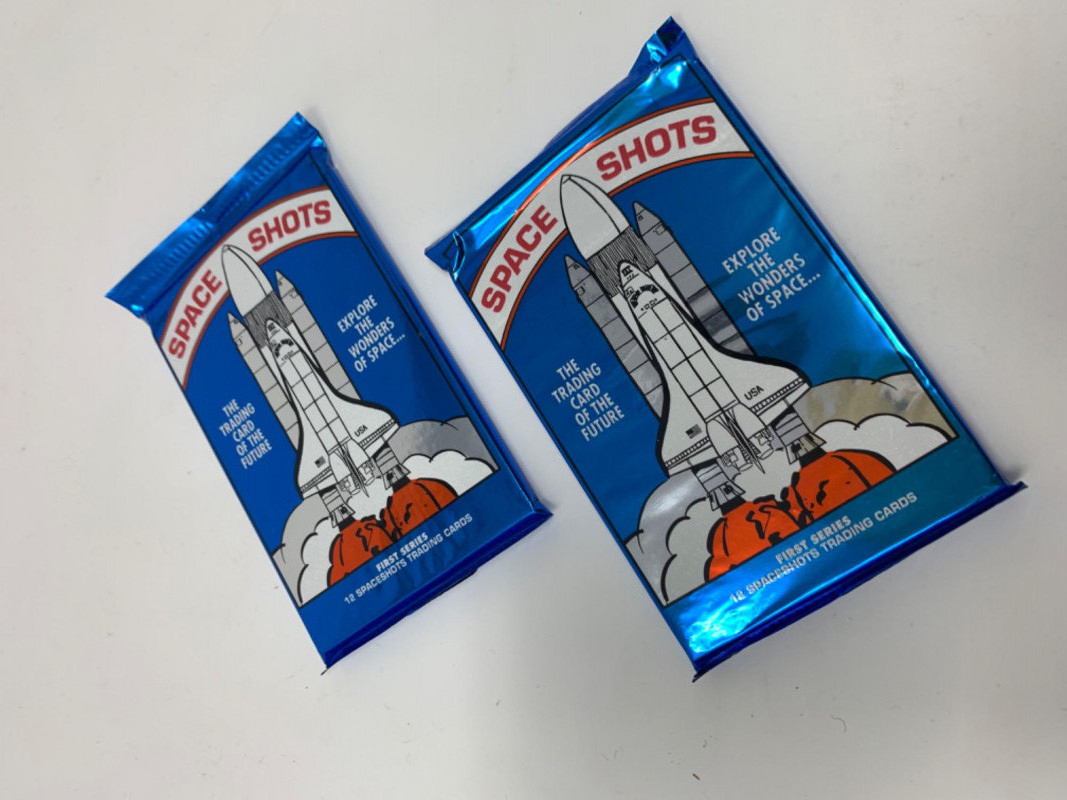 SPACE SHOTS
EXPLORE
THE
WONDERS
OF SPACE...
THE
TRADING
CARD
OF THE
FUTURE
USA
FIRST SERIES
12 SPACESHOTS TRADING CARDS
SPACE SHOTS
EXPLORE
THE
WONDERS
OF SPACE...
THE
TRADING
CARD
OF THE
FUTURE
USA
FIRST SERIES
12 SPACESHOTS TRADING CARDS